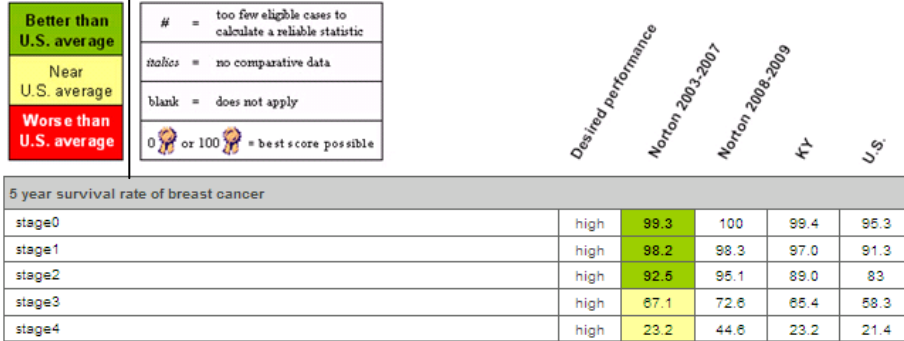 Better than
U.S. average
Near
U.S. average
Worse than
U.S. average
# = too few eligible cases to
calculate a reliable statistic
italics = no comparative data
blank = does not apply
0 or 100 = best score possible
Desired performance
Norton 2003-2007
Norton 2008-2009
KY
U.S.
5 year survival rate of breast cancer
stage0 high 99.3 100 99.4 95.3
stage1 high 98.2 98.3 97.0 91.3
stage2 high 92.5 95.1 89.0 83
stage3 high 67.1 72.6 65.4 58.3
stage4 high 23.2 44.6 23.2 21.4